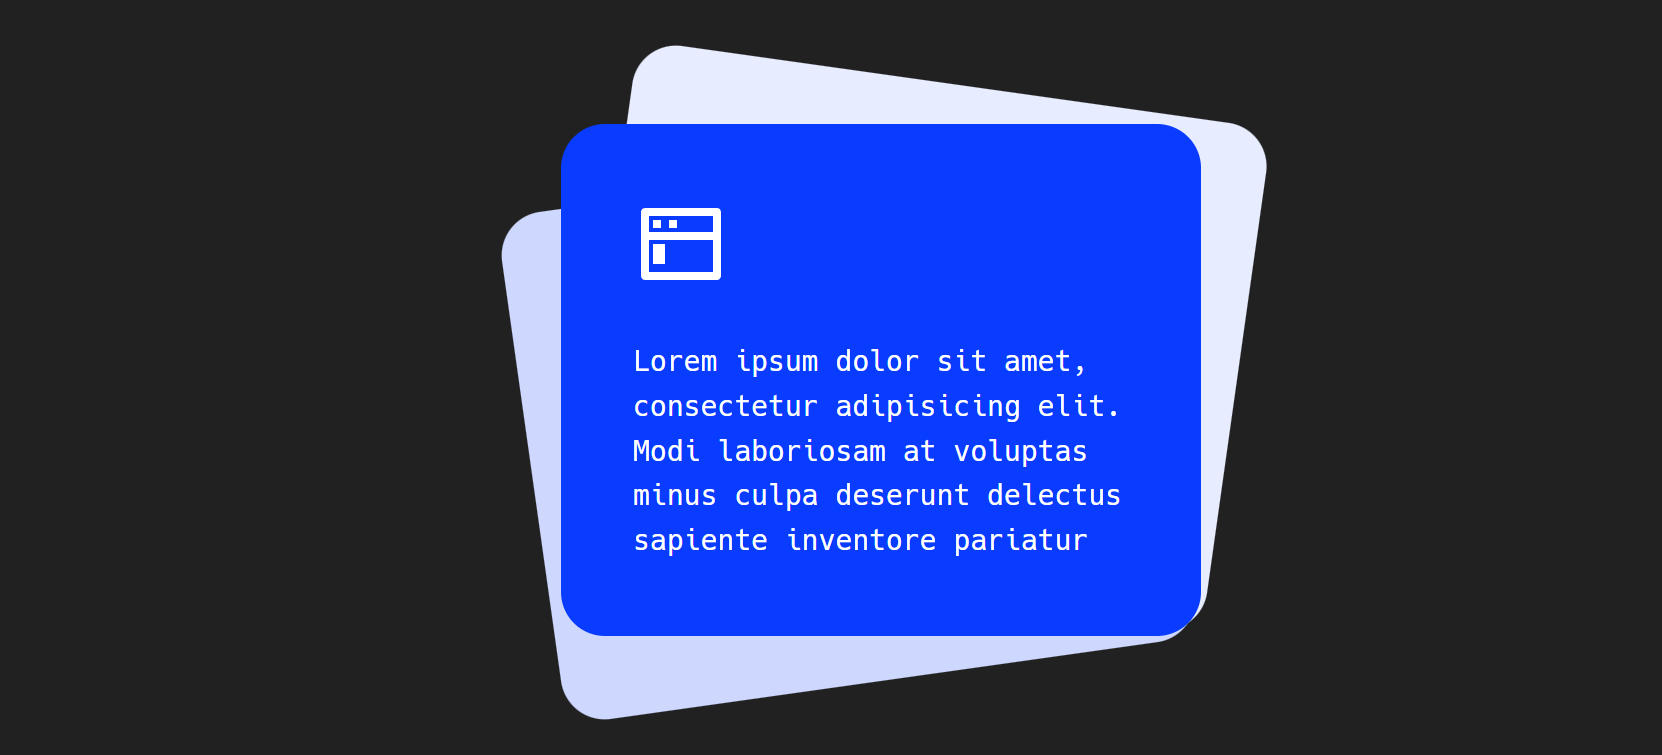 Lorem ipsum dolor sit amet,
consectetur adipisicing elit.
Modi laboriosam at voluptas
minus culpa deserunt delectus
sapiente inventore pariatur